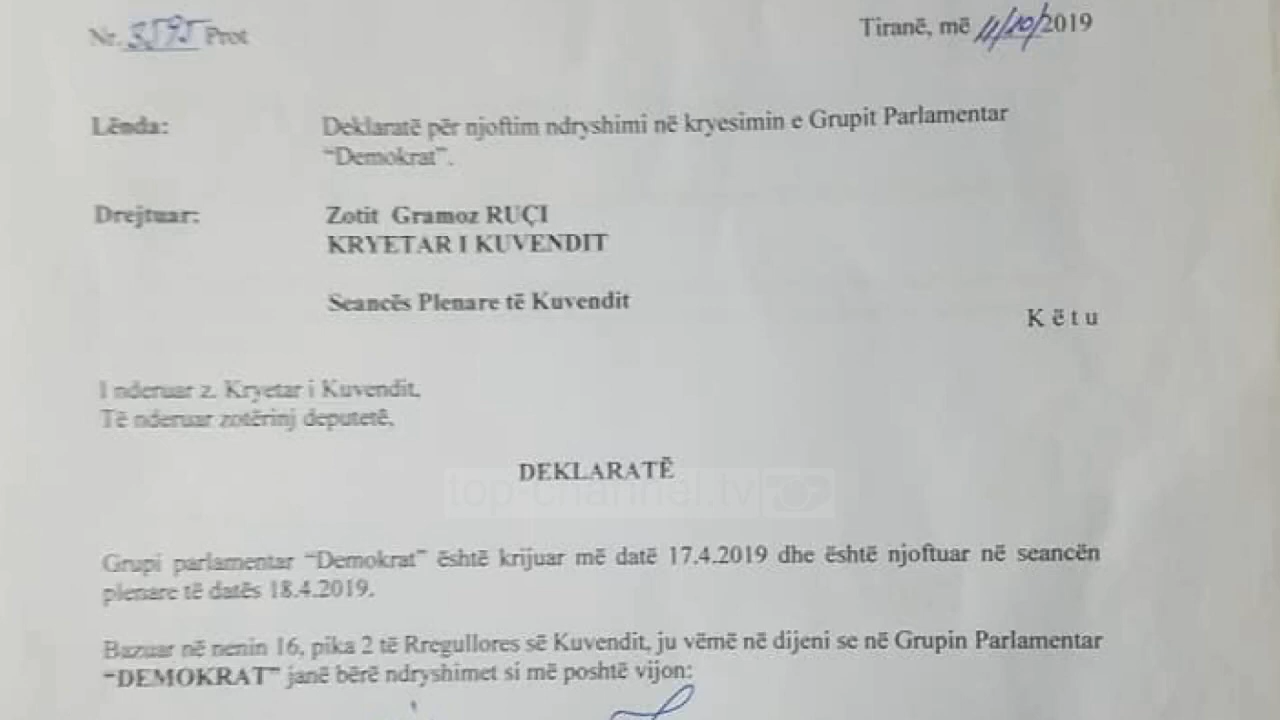 Nr. 3595 Prot
Tiranë, më 11/10/2019
Lënda: Deklaratë për njoftim ndryshimi në kryesimin e Grupit Parlamentar
“Demokrat”.
Drejtuar: Zotit Gramoz RUÇI
KRYETAR I KUVENDIT
Seancës Plenare të Kuvendit
K ë t u
I nderuar z. Kryetar i Kuvendit,
Të nderuar zotërinj deputetë,
DEKLARATË
top-channel.tv
Grupi parlamentar “Demokrat” është krijuar më datë 17.4.2019 dhe është njoftuar në seancën
plenare të datës 18.4.2019.
Bazuar në nenin 16, pika 2 të Rregullores së Kuvendit, ju vëmë në dijeni se në Grupin Parlamentar
“DEMOKRAT” janë bërë ndryshimet si më poshtë vijon: